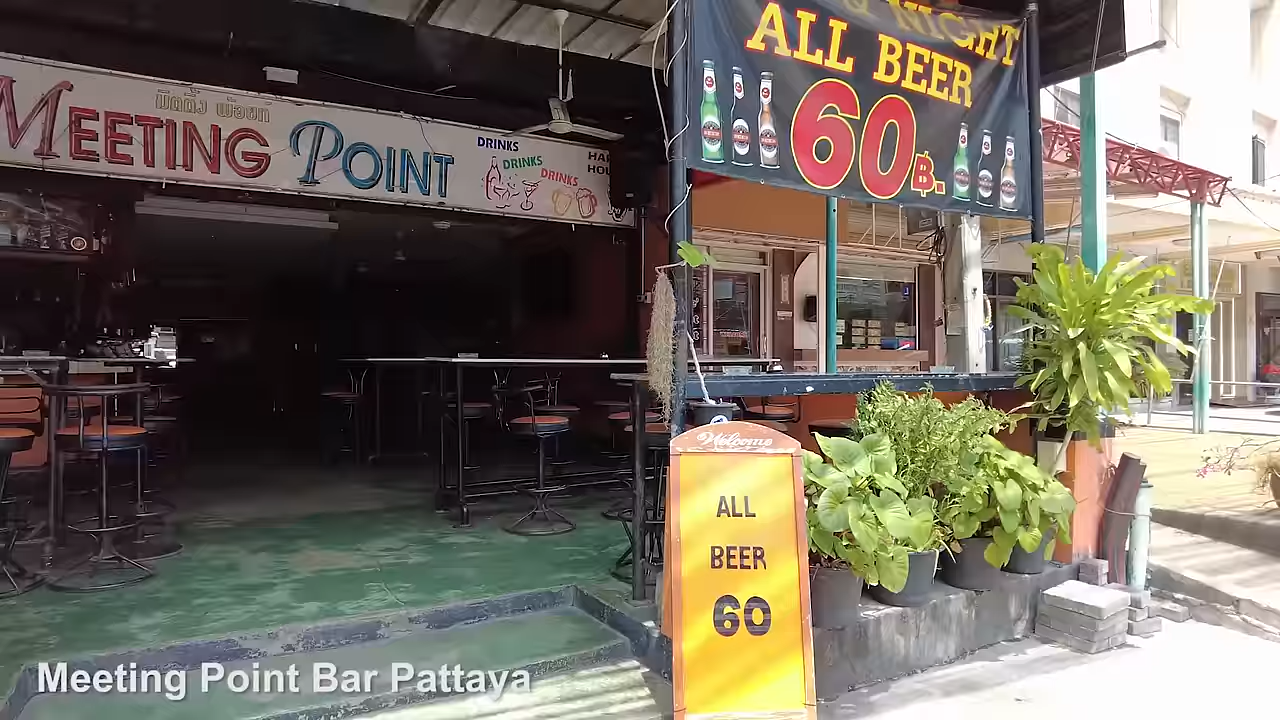 & NIGHT
ALL BEER
60฿.
มีตติ้ง พ้อยท์
MEETING POINT
DRINKS
DRINKS
DRINKS
Welcome
ALL
BEER
60
Meeting Point Bar Pattaya